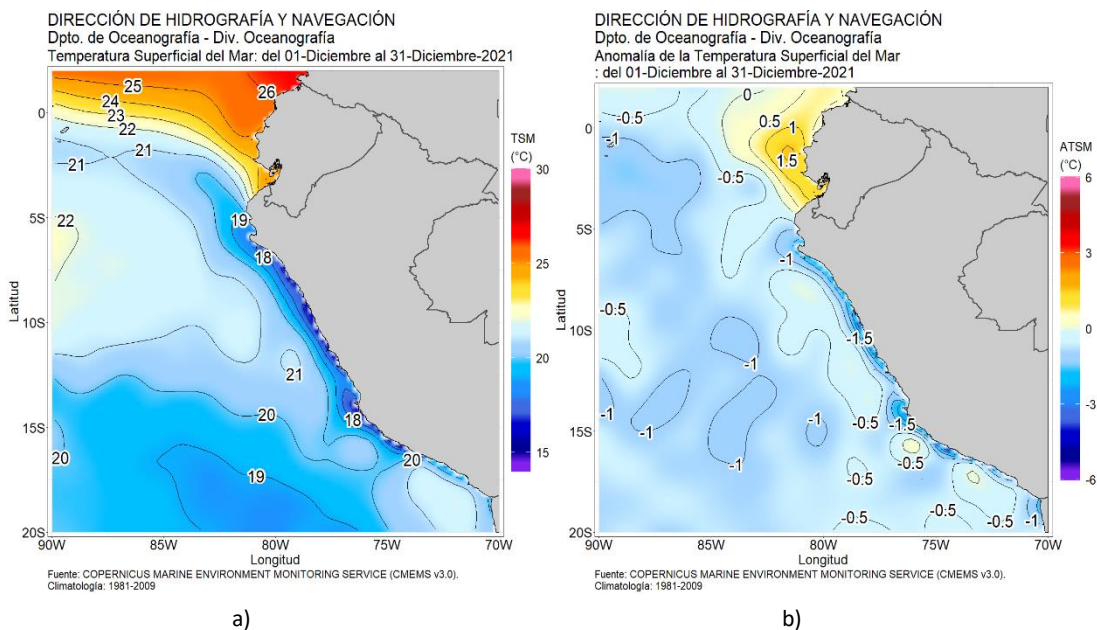 DIRECCIÓN DE HIDROGRAFÍA Y NAVEGACIÓN
Dpto. de Oceanografía - Div. Oceanografía
Temperatura Superficial del Mar: del 01-Diciembre al 31-Diciembre-2021
25
26
24
23
22
21
21
22
19
18
21
20
18
20
20
19
0
5S
10S
15S
20S
Latitud
90W
85W
80W
75W
70W
Longitud
TSM
(°C)
30
25
20
15
Fuente: COPERNICUS MARINE ENVIRONMENT MONITORING SERVICE (CMEMS v3.0).
Climatología: 1981-2009
a)
DIRECCIÓN DE HIDROGRAFÍA Y NAVEGACIÓN
Dpto. de Oceanografía - Div. Oceanografía
Anomalía de la Temperatura Superficial del Mar
: del 01-Diciembre al 31-Diciembre-2021
-0.5
0
0.5
1
-1
1.5
-0.5
-1
-0.5
-1.5
-1
-1
-1
-0.5
-1.5
-1
-0.5
-0.5
-0.5
-0.5
-0.5
-1
0
5S
10S
15S
20S
Latitud
90W
85W
80W
75W
70W
Longitud
ATSM
(°C)
6
3
0
-3
-6
Fuente: COPERNICUS MARINE ENVIRONMENT MONITORING SERVICE (CMEMS v3.0).
Climatología: 1981-2009
b)